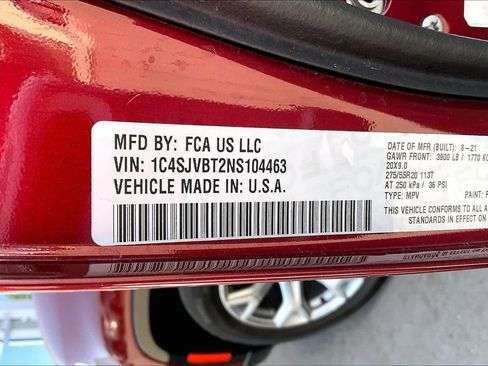 MFD BY: FCA US LLC
VIN: 1C4SJVBT2NS104463
VEHICLE MADE IN: U.S.A.
DATE OF MFR (BUILT): 8-21
GAWR FRONT: 3900 LB / 1770 KG
20X9.0
275/55R20 113T
AT 250 kPa / 36 PSI
TYPE: MPV
THIS VEHICLE CONFORMS TO ALL
STANDARDS IN EFFECT ON